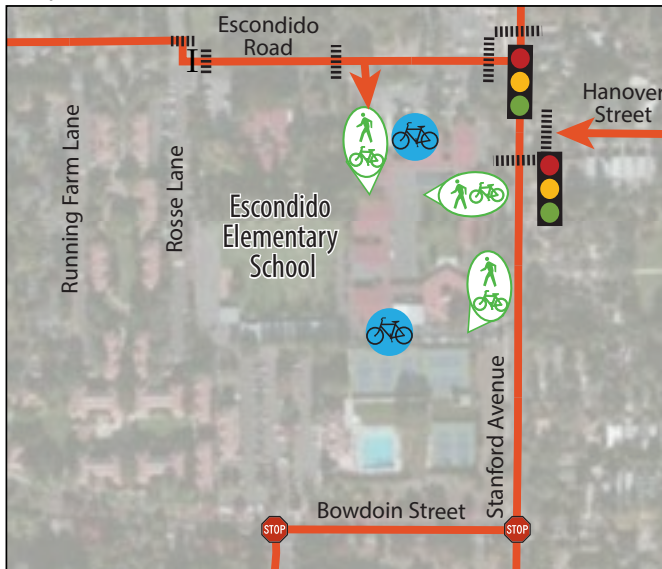 Escondido
Road
Hanover
Street
Running Farm Lane
Rosse Lane
Escondido
Elementary
School
Stanford Avenue
Bowdoin Street
STOP
STOP